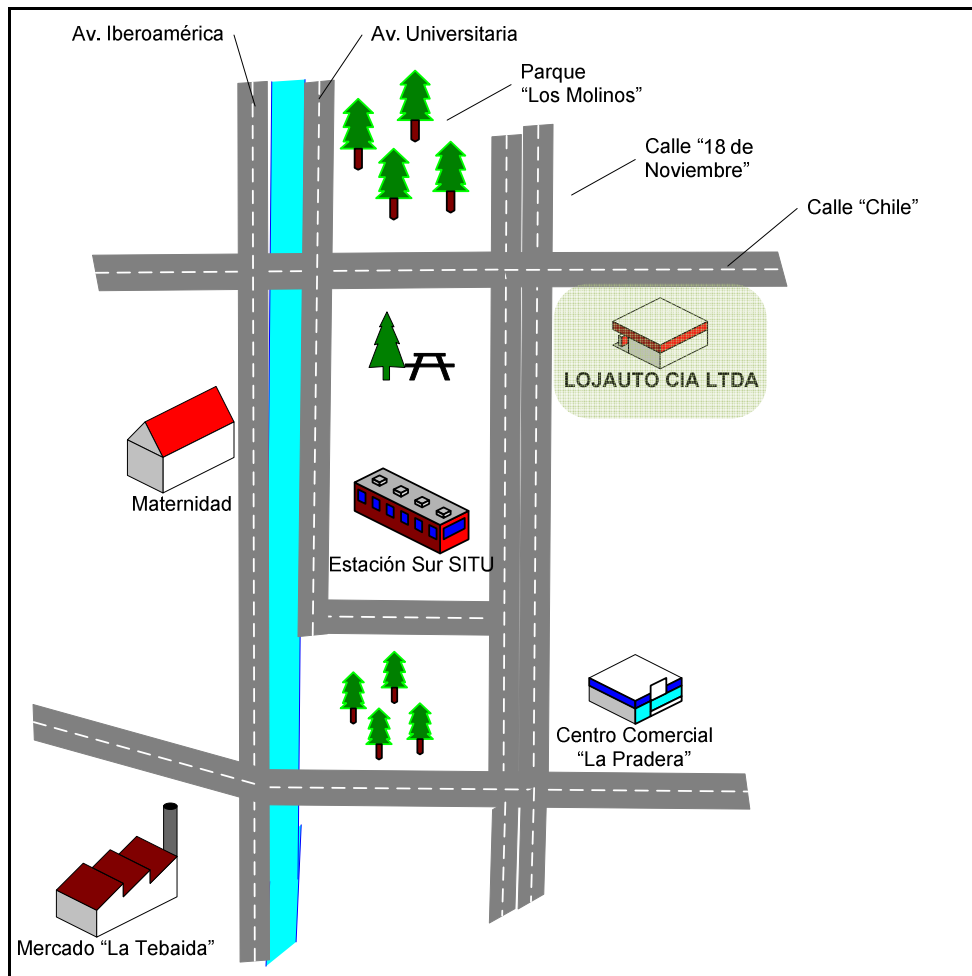 Av. Iberoamérica
Av. Universitaria
Parque
“Los Molinos”
Calle “18 de
Noviembre”
Calle “Chile”
LOJAUTO CIA LTDA
Maternidad
Estación Sur SITU
Centro Comercial
“La Pradera”
Mercado “La Tebaida”